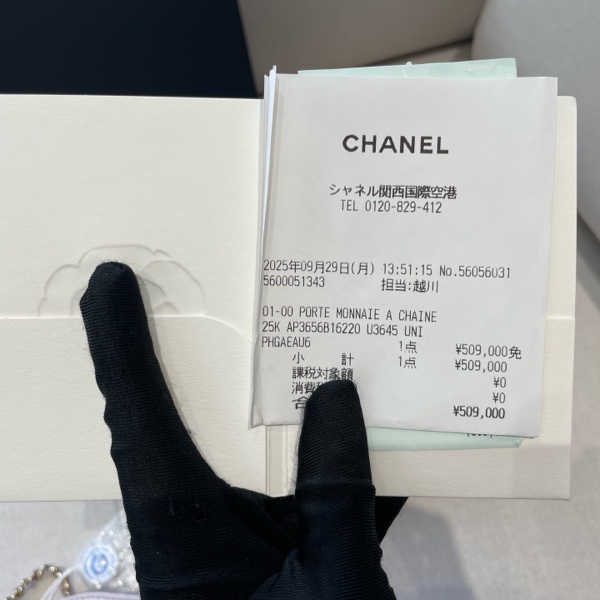 CHANEL
シャネル関西国際空港
TEL 0120-829-412
2025年09月29日(月) 13:51:15 No.56056031
5600051343 担当:越川
01-00 PORTE MONNAIE A CHAINE
25K AP3656B16220 U3645 UNI
PHGAEAU6 1点 ¥509,000免
小 計 1点 ¥509,000
課税対象額 ¥0
消費 ¥0
合 ¥509,000